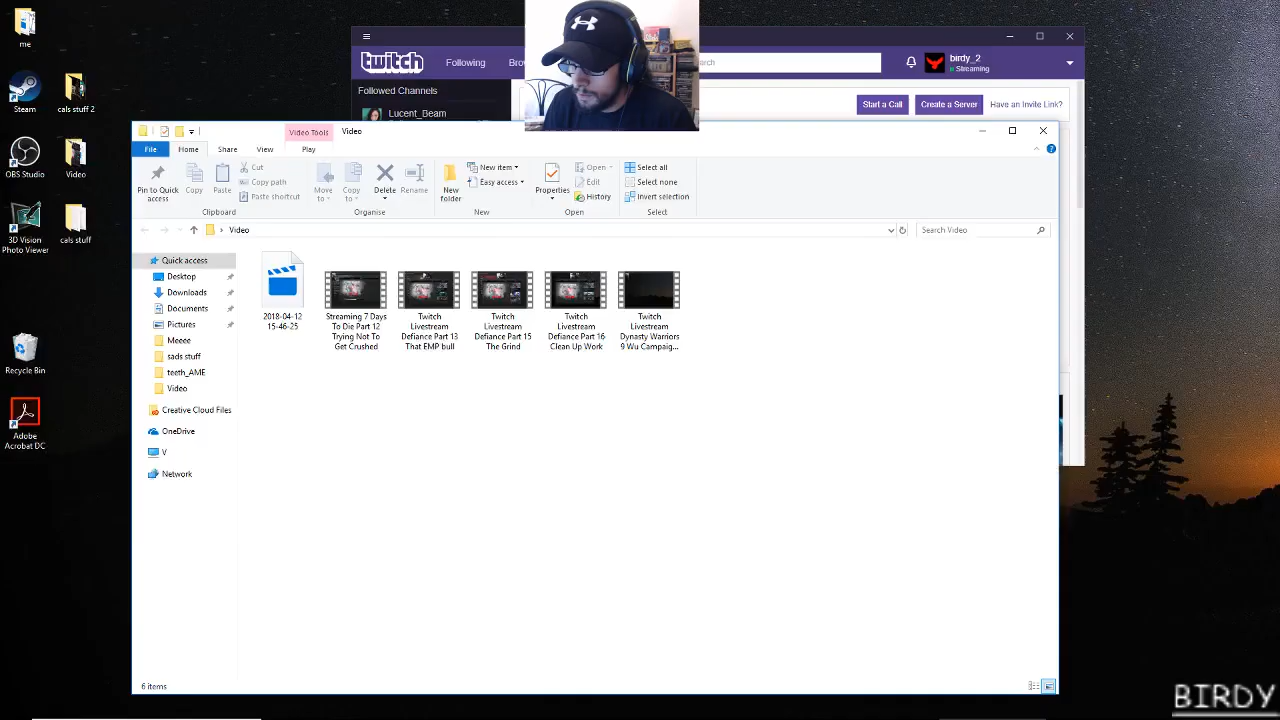 me
Steam
cals stuff 2
OBS Studio
Video
3D Vision
Photo Viewer
cals stuff
Recycle Bin
Adobe
Acrobat DC
twitch
Following
Bro
rch
birdy_2
Streaming
Followed Channels
Lucent_Beam
Start a Call
Create a Server
Have an Invite Link?
Video Tools
Video
File
Home
Share
View
Play
Pin to Quick
access
Copy
Paste
Cut
Copy path
Paste shortcut
Clipboard
Move
to
Copy
to
Delete
Rename
Organise
New
folder
New item
Easy access
New
Properties
Open
Edit
History
Open
Select all
Select none
Invert selection
Select
Video
Search Video
Quick access
Desktop
Downloads
Documents
Pictures
Meeee
sads stuff
teeth_AME
Video
Creative Cloud Files
OneDrive
V
Network
2018-04-12
15-46-25
Streaming 7 Days
To Die Part 12
Trying Not To
Get Crushed
Twitch
Livestream
Defiance Part 13
That EMP bull
Twitch
Livestream
Defiance Part 15
The Grind
Twitch
Livestream
Defiance Part 16
Clean Up Work
Twitch
Livestream
Dynasty Warriors
9 Wu Campaig...
6 items
BIRDY